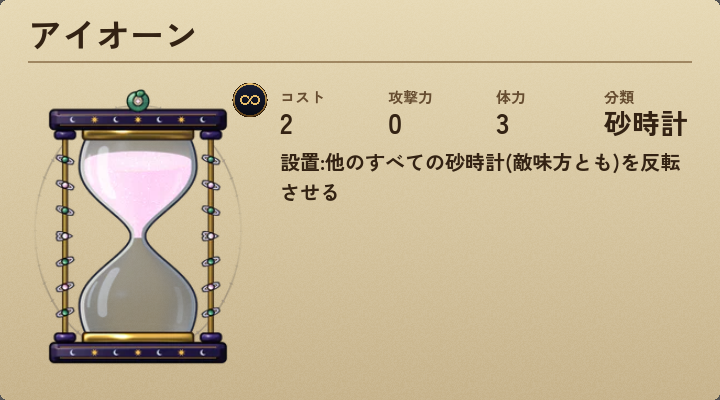 アイオーン
∞
コスト 攻撃力 体力 分類
2 0 3 砂時計
設置:他のすべての砂時計(敵味方とも)を反転
させる